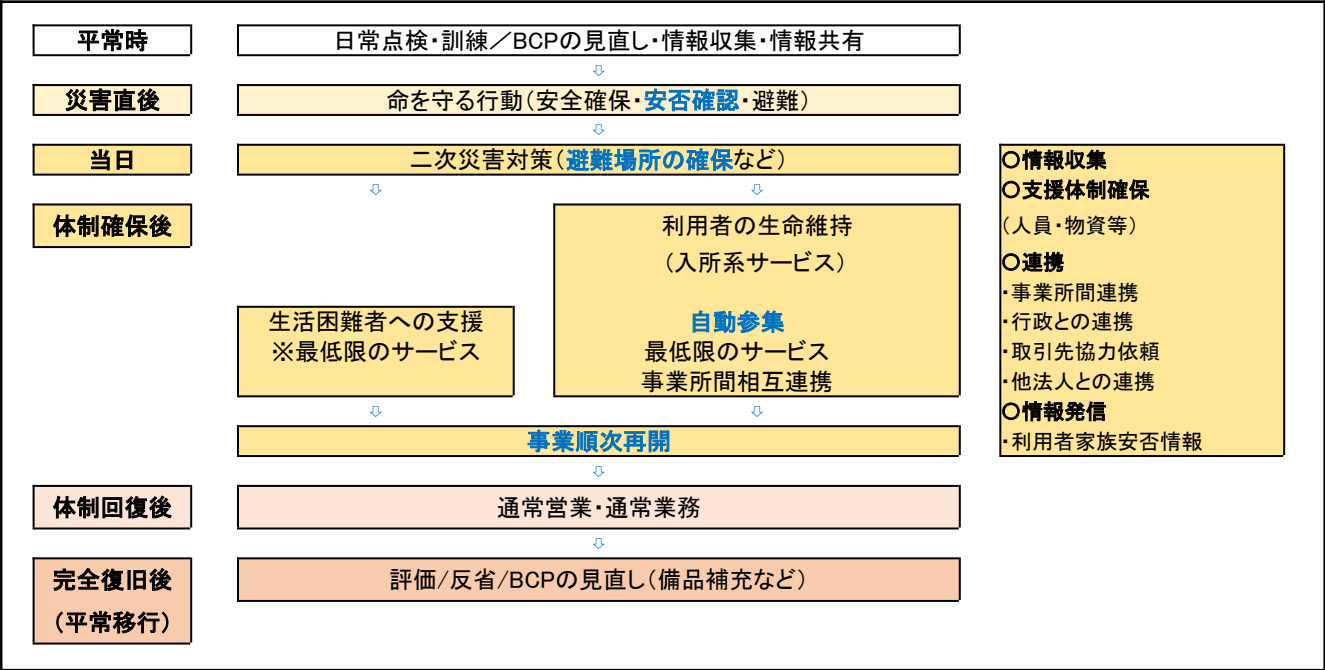 平常時
日常点検・訓練／BCPの見直し・情報収集・情報共有
災害直後
命を守る行動（安全確保・安否確認・避難）
当日
二次災害対策（避難場所の確保など）
体制確保後
利用者の生命維持
（入所系サービス）
生活困難者への支援
※最低限のサービス
自動参集
最低限のサービス
事業所間相互連携
事業順次再開
〇情報収集
〇支援体制確保
（人員・物資等）
〇連携
・事業所間連携
・行政との連携
・取引先協力依頼
・他法人との連携
〇情報発信
・利用者家族安否情報
体制回復後
通常営業・通常業務
完全復旧後
（平常移行）
評価/反省/BCPの見直し（備品補充など）